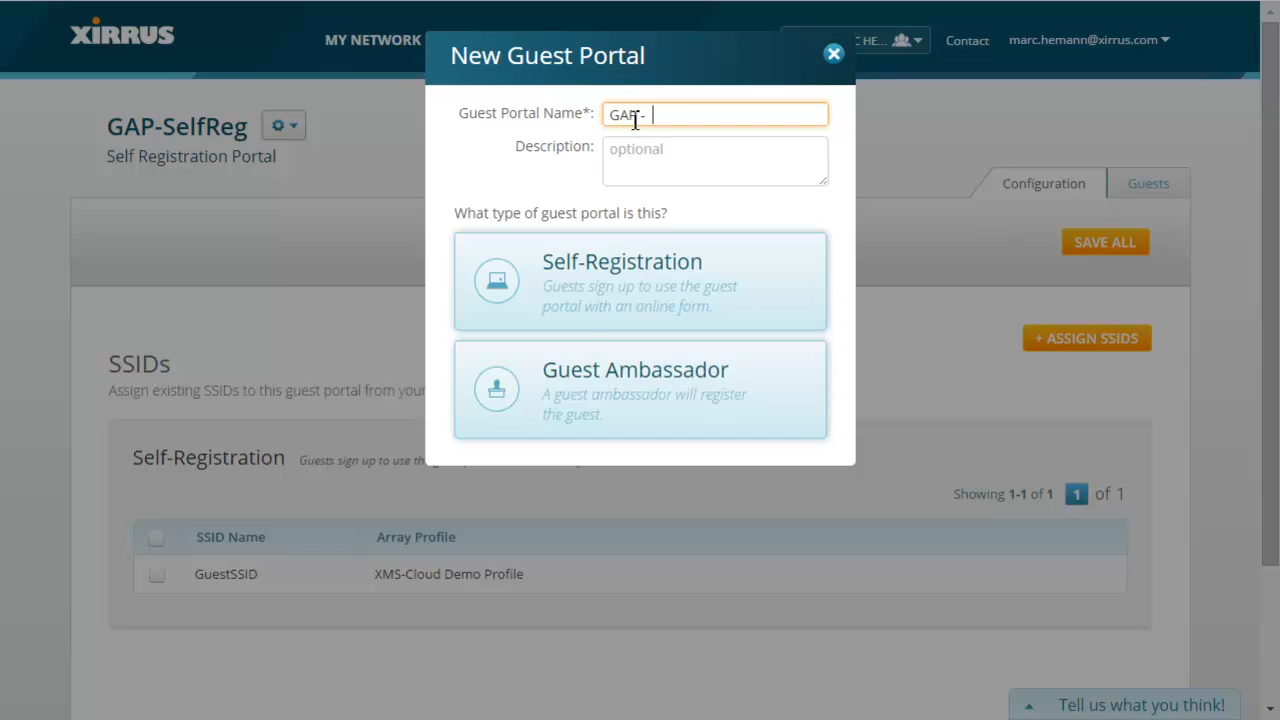 XIRRUS
MY NETWORK
C HE...
Contact
marc.hemann@xirrus.com
New Guest Portal
Guest Portal Name*:
GAP -
Description:
optional
What type of guest portal is this?
Self-Registration
Guests sign up to use the guest
portal with an online form.
Guest Ambassador
A guest ambassador will register
the guest.
GAP-SelfReg
Self Registration Portal
Configuration
Guests
SAVE ALL
+ ASSIGN SSIDS
SSIDs
Assign existing SSIDs to this guest portal from your
Self-Registration
Guests sign up to use th
Showing 1-1 of 1
1
of 1
SSID Name
Array Profile
GuestSSID
XMS-Cloud Demo Profile
Tell us what you think!